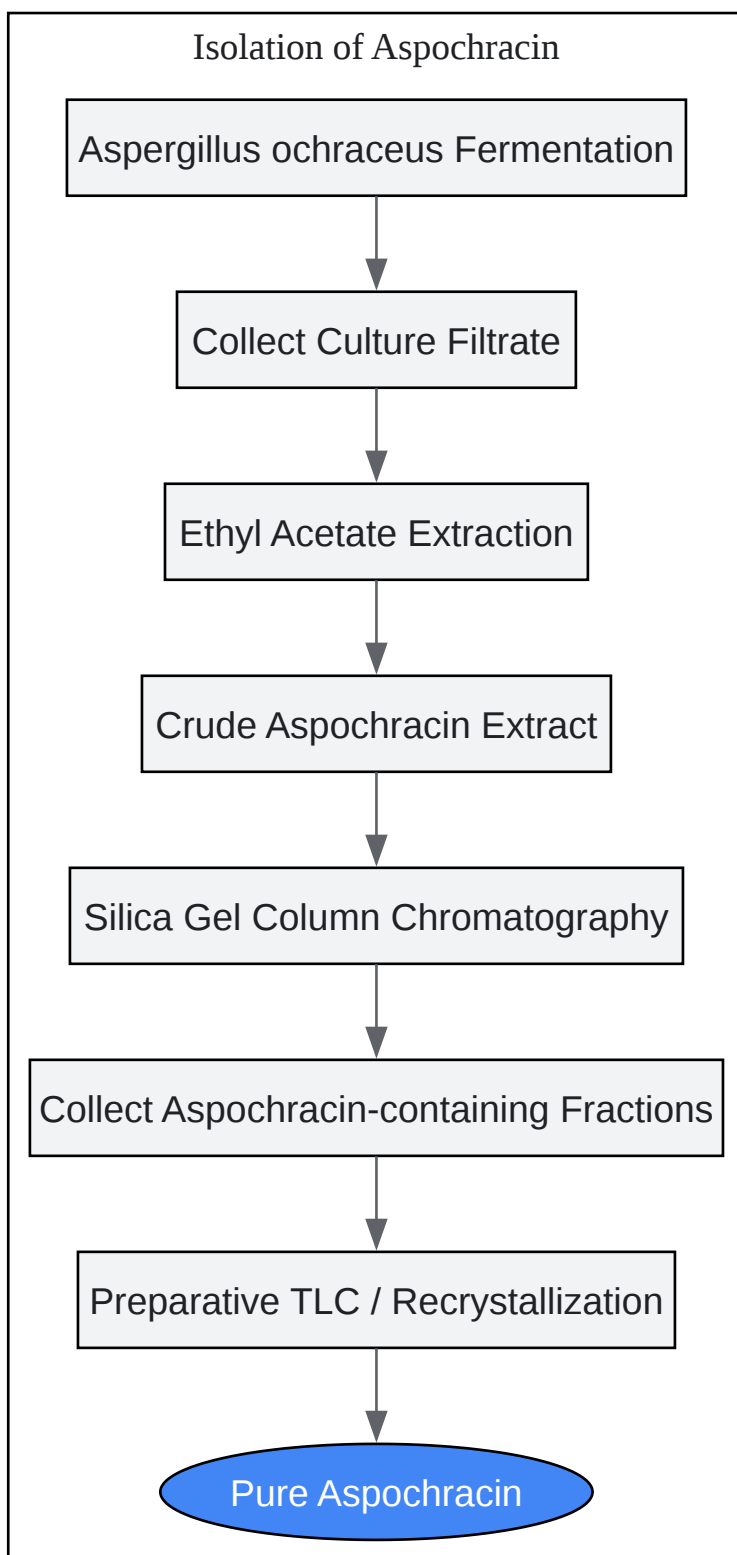 Isolation of Aspochracin
Aspergillus ochraceus Fermentation
Collect Culture Filtrate
Ethyl Acetate Extraction
Crude Aspochracin Extract
Silica Gel Column Chromatography
Collect Aspochracin-containing Fractions
Preparative TLC / Recrystallization
Pure Aspochracin